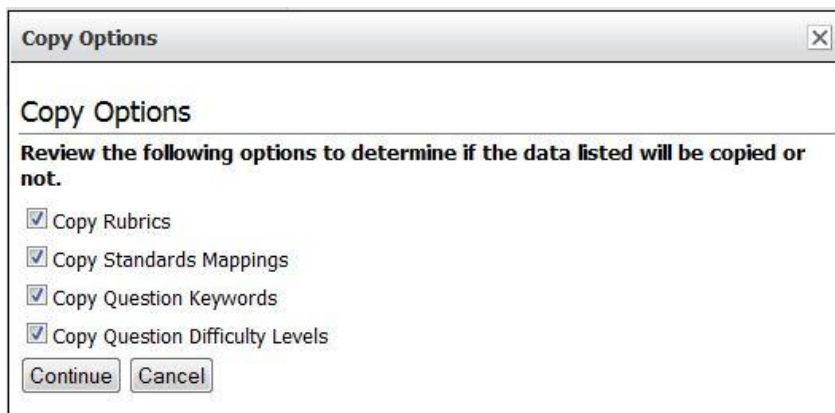 Copy Options
Copy Options
Review the following options to determine if the data listed will be copied or
not.
Copy Rubrics
Copy Standards Mappings
Copy Question Keywords
Copy Question Difficulty Levels
Continue Cancel